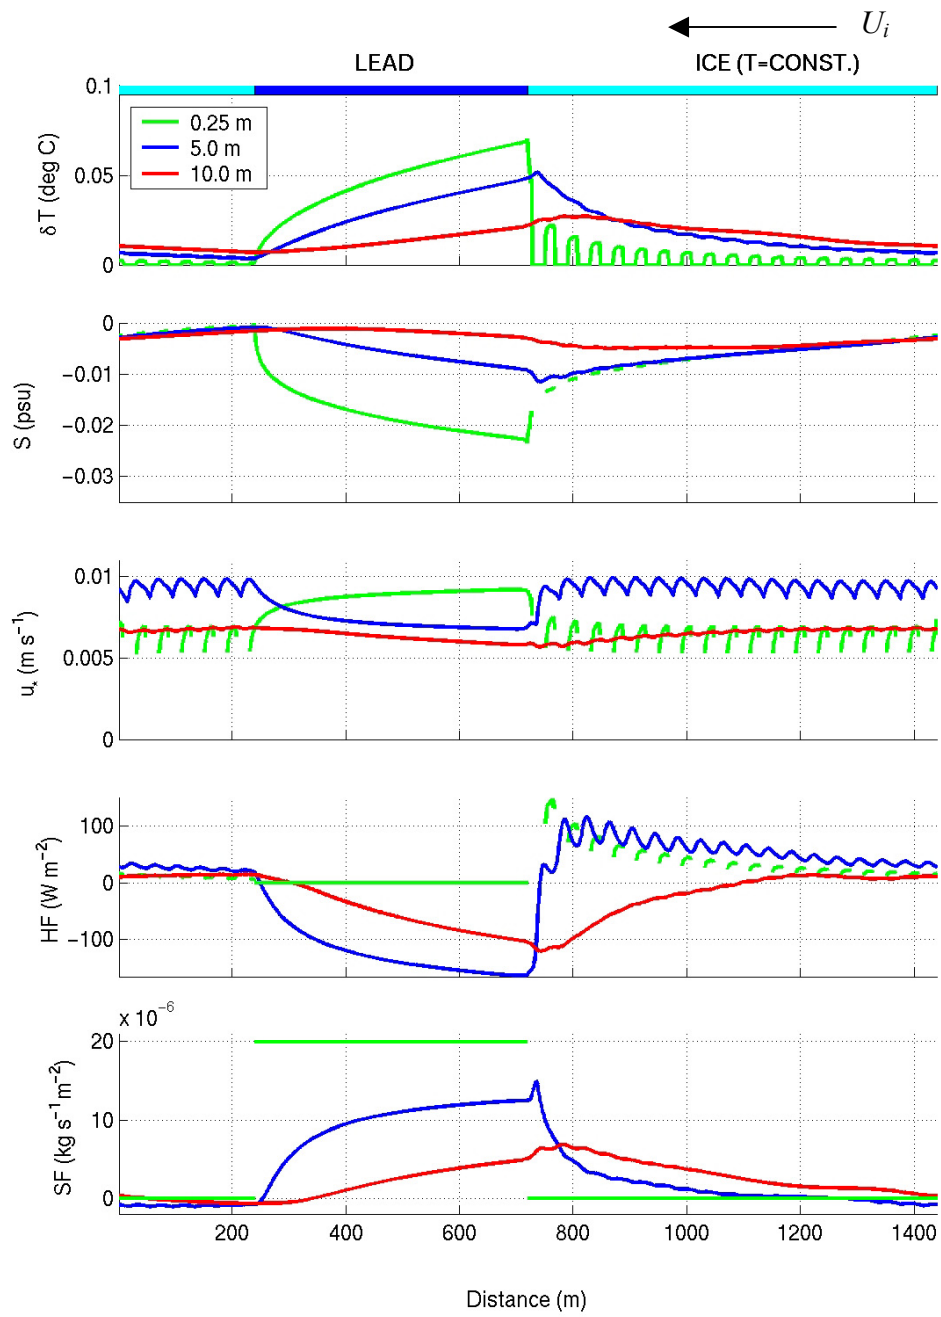 U_i
LEAD
ICE (T=CONST.)
0.25 m
5.0 m
10.0 m
0.1
0.05
0
δ T (deg C)
0
−0.01
−0.02
−0.03
S (psu)
0.01
0.005
0
u_* (m s⁻¹)
100
0
−100
HF (W m⁻²)
x 10⁻⁶
20
10
0
SF (kg s⁻¹m⁻²)
200 400 600 800 1000 1200 1400
Distance (m)